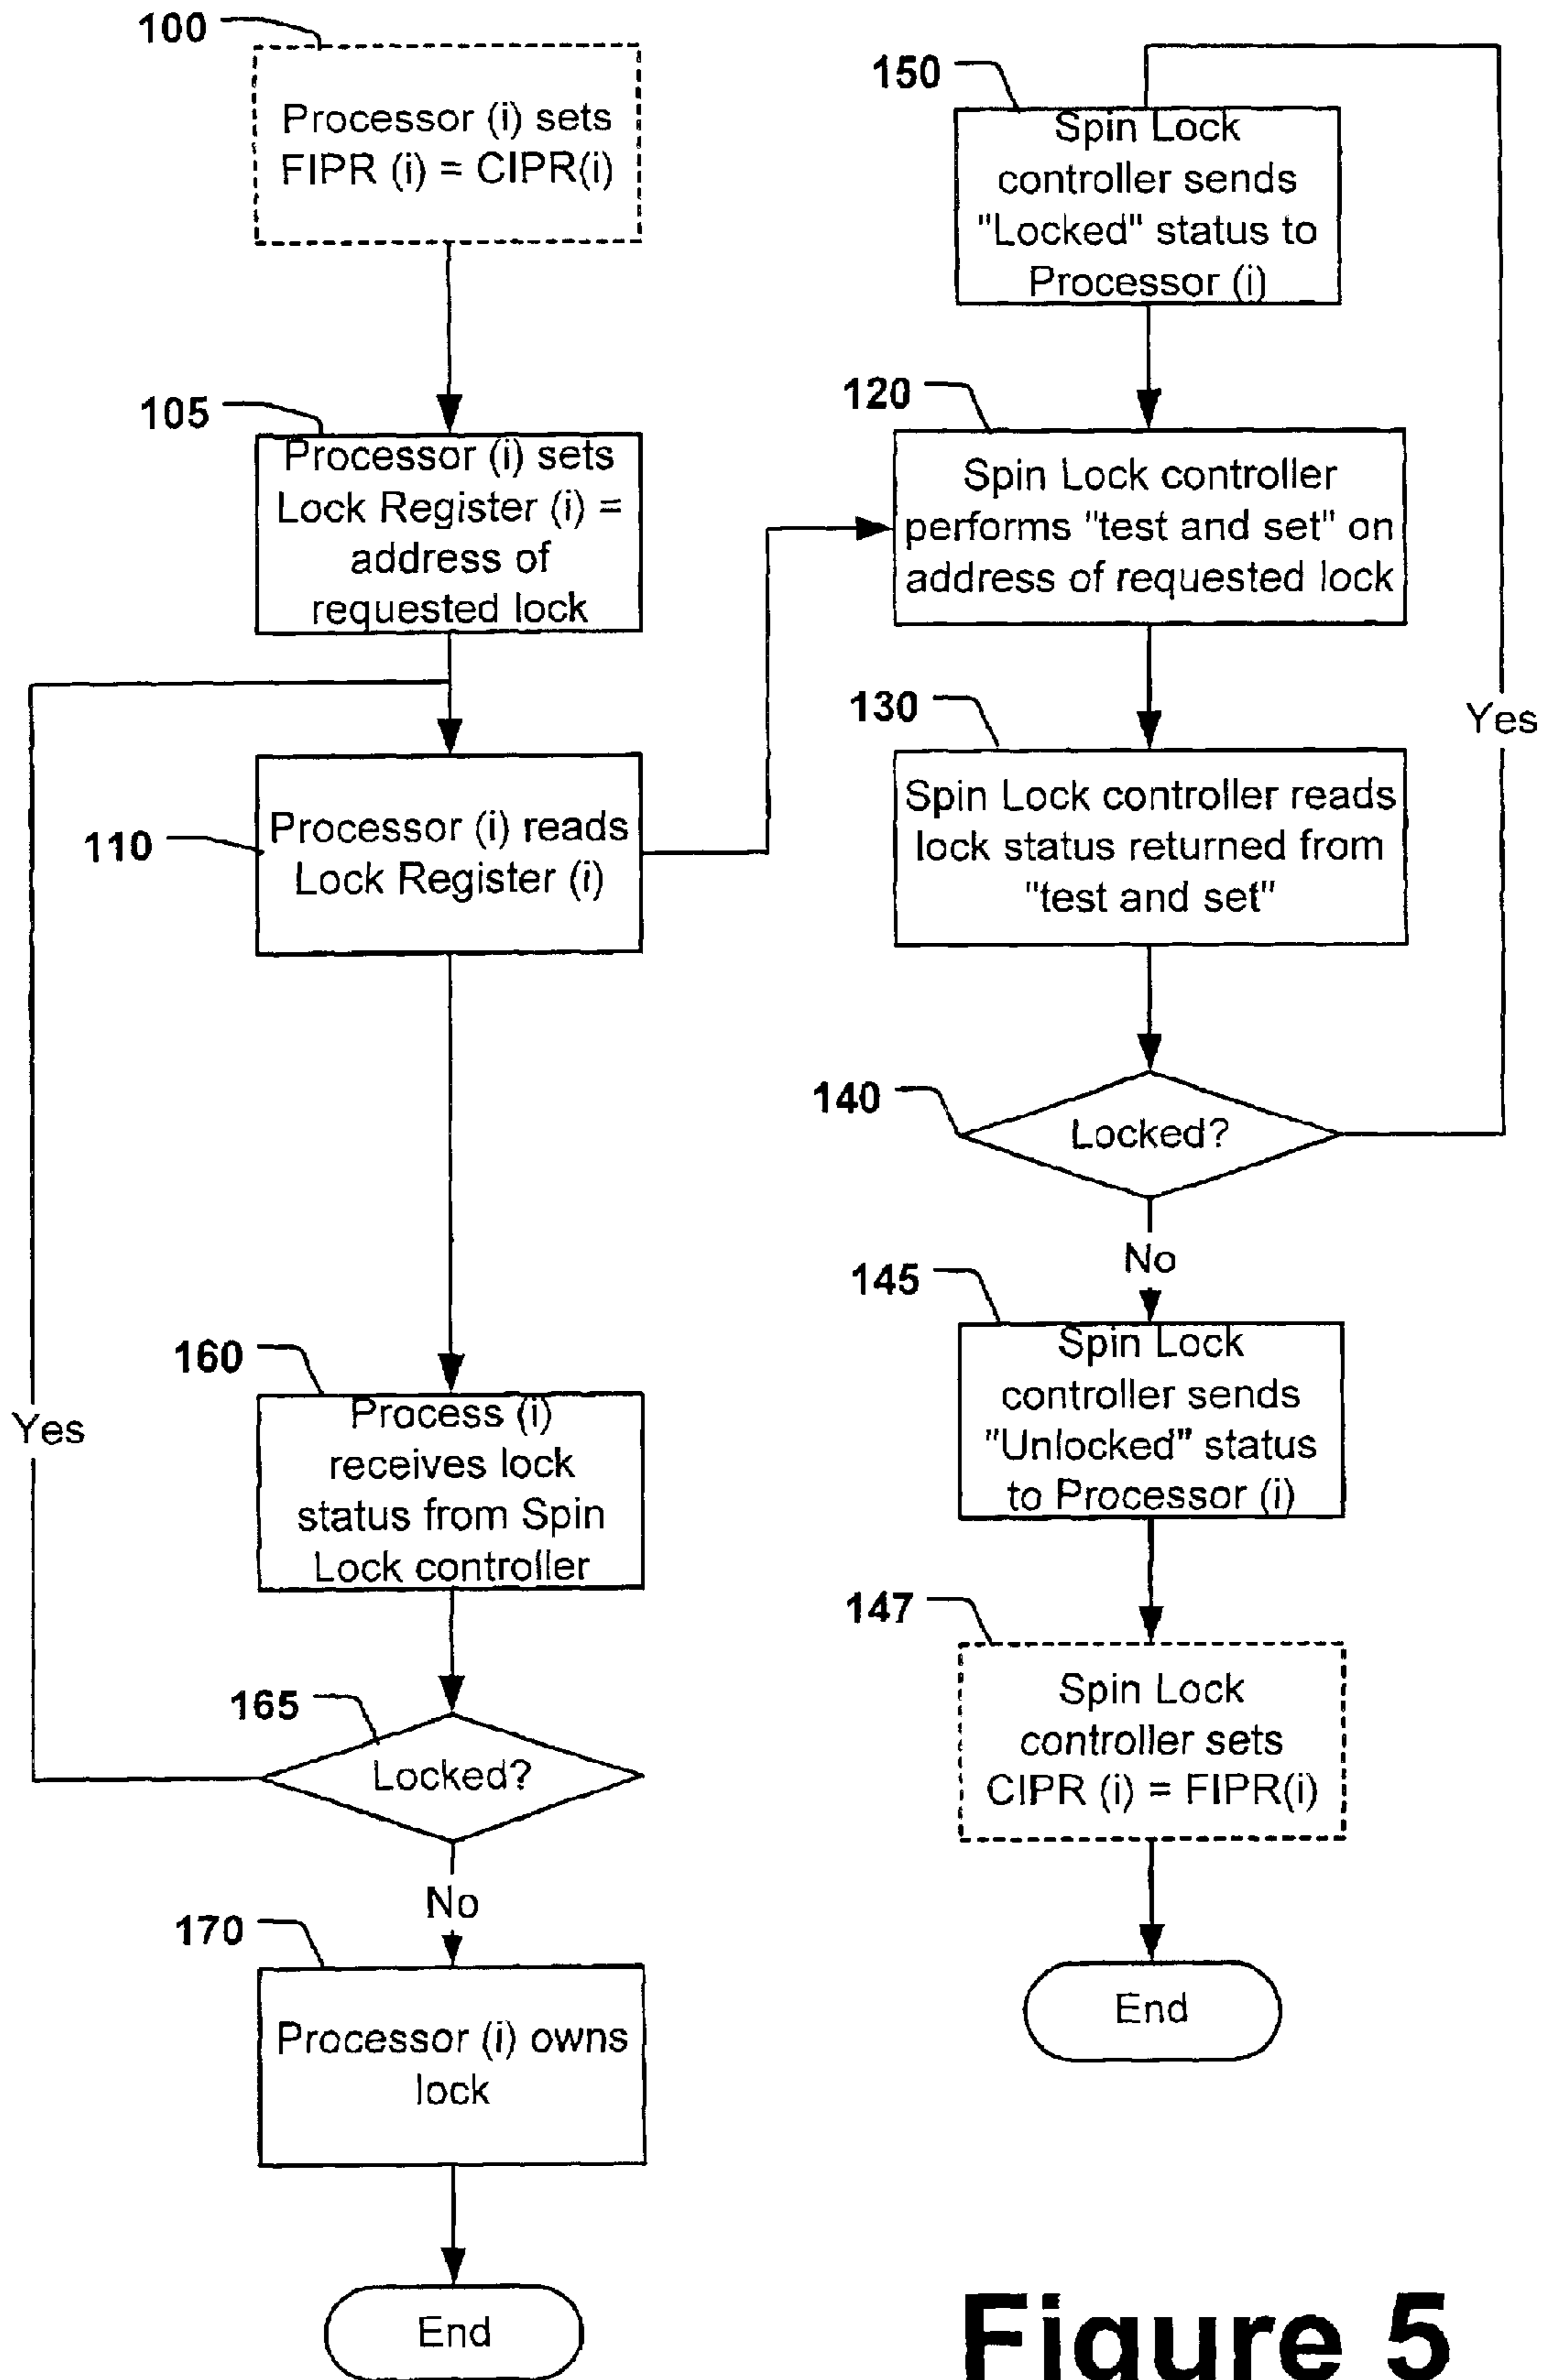 100
Processor (i) sets
FIPR (i) = CIPR(i)
105
Processor (i) sets
Lock Register (i) =
address of
requested lock
110
Processor (i) reads
Lock Register (i)
Yes
160
Process (i)
receives lock
status from Spin
Lock controller
165
Locked?
No
170
Processor (i) owns
lock
End
150
Spin Lock
controller sends
"Locked" status to
Processor (i)
120
Spin Lock controller
performs "test and set" on
address of requested lock
130
Spin Lock controller reads
lock status returned from
"test and set"
Yes
140
Locked?
No
145
Spin Lock
controller sends
"Unlocked" status
to Processor (i)
147
Spin Lock
controller sets
CIPR (i) = FIPR(i)
End
Figure 5